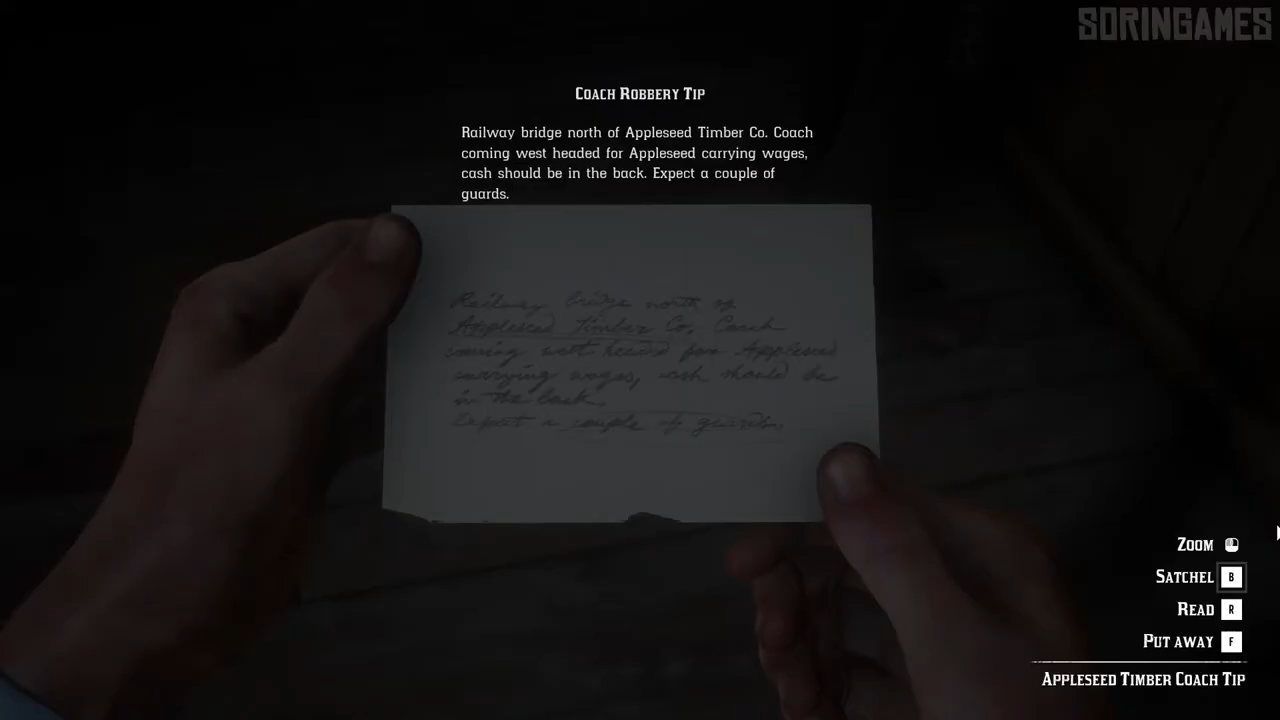 SORINGAMES
Coach Robbery Tip
Railway bridge north of Appleseed Timber Co. Coach
coming west headed for Appleseed carrying wages,
cash should be in the back. Expect a couple of
guards.
Railway bridge north of
Appleseed Timber Co. Coach
coming west headed for Appleseed
carrying wages, cash should be
in the back.
Expect a couple of guards.
Zoom
Satchel B
Read R
Put away F
Appleseed Timber Coach Tip